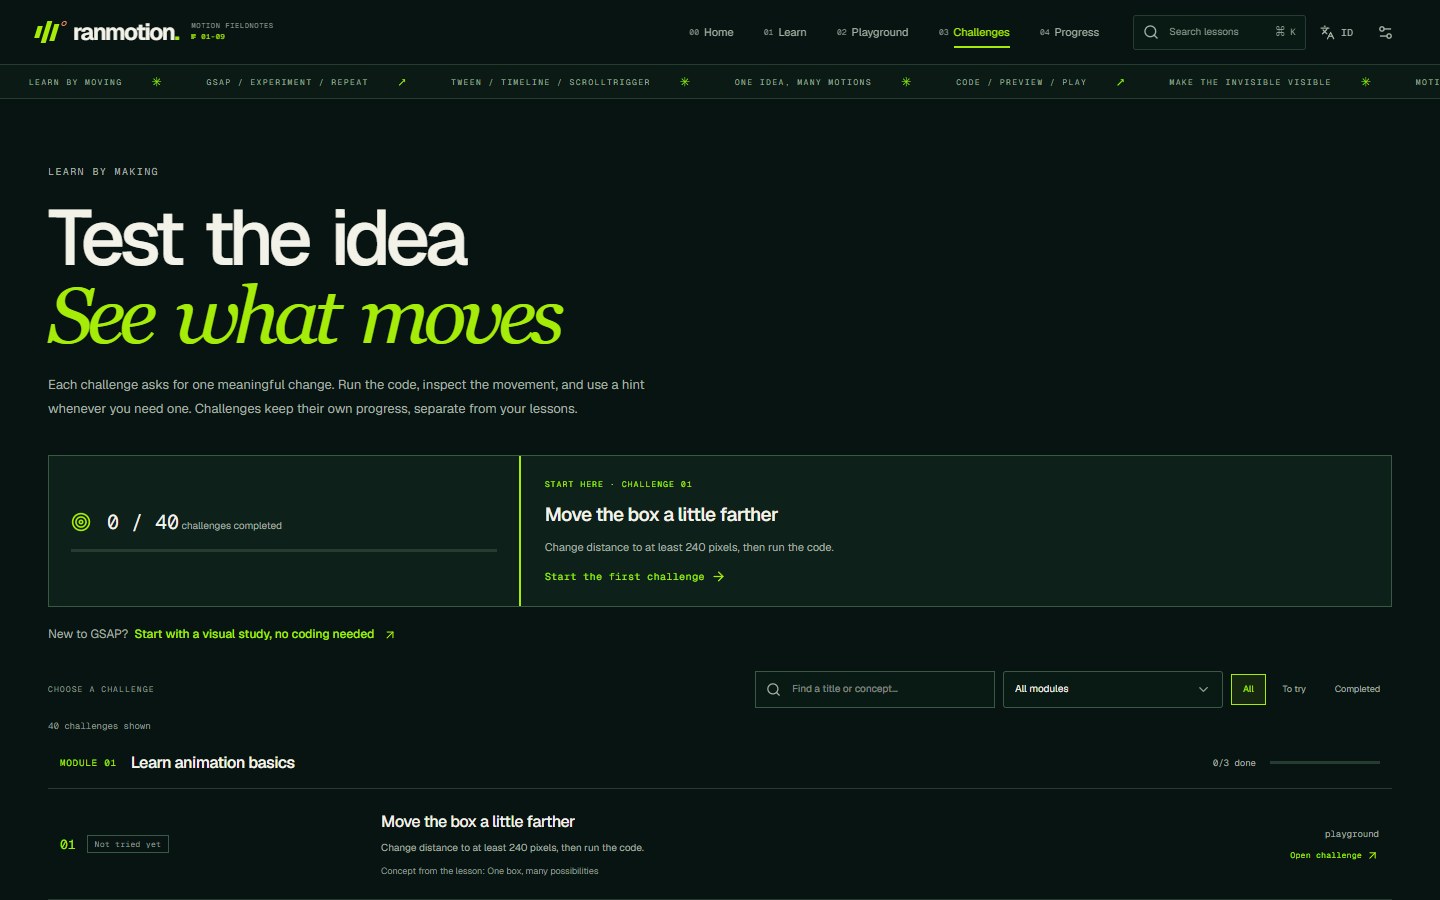 ranmotion.
MOTION FIELDNOTES
№ 01-09
00 Home
01 Learn
02 Playground
03 Challenges
04 Progress
Search lessons
⌘ K
ID
LEARN BY MOVING
GSAP / EXPERIMENT / REPEAT
TWEEN / TIMELINE / SCROLLTRIGGER
ONE IDEA, MANY MOTIONS
CODE / PREVIEW / PLAY
MAKE THE INVISIBLE VISIBLE
MOTI
LEARN BY MAKING
Test the idea
See what moves
Each challenge asks for one meaningful change. Run the code, inspect the movement, and use a hint
whenever you need one. Challenges keep their own progress, separate from your lessons.
0 / 40 challenges completed
START HERE · CHALLENGE 01
Move the box a little farther
Change distance to at least 240 pixels, then run the code.
Start the first challenge
New to GSAP? Start with a visual study, no coding needed
CHOOSE A CHALLENGE
Find a title or concept…
All modules
All
To try
Completed
40 challenges shown
MODULE 01
Learn animation basics
0/3 done
01
Not tried yet
Move the box a little farther
Change distance to at least 240 pixels, then run the code.
Concept from the lesson: One box, many possibilities
playground
Open challenge